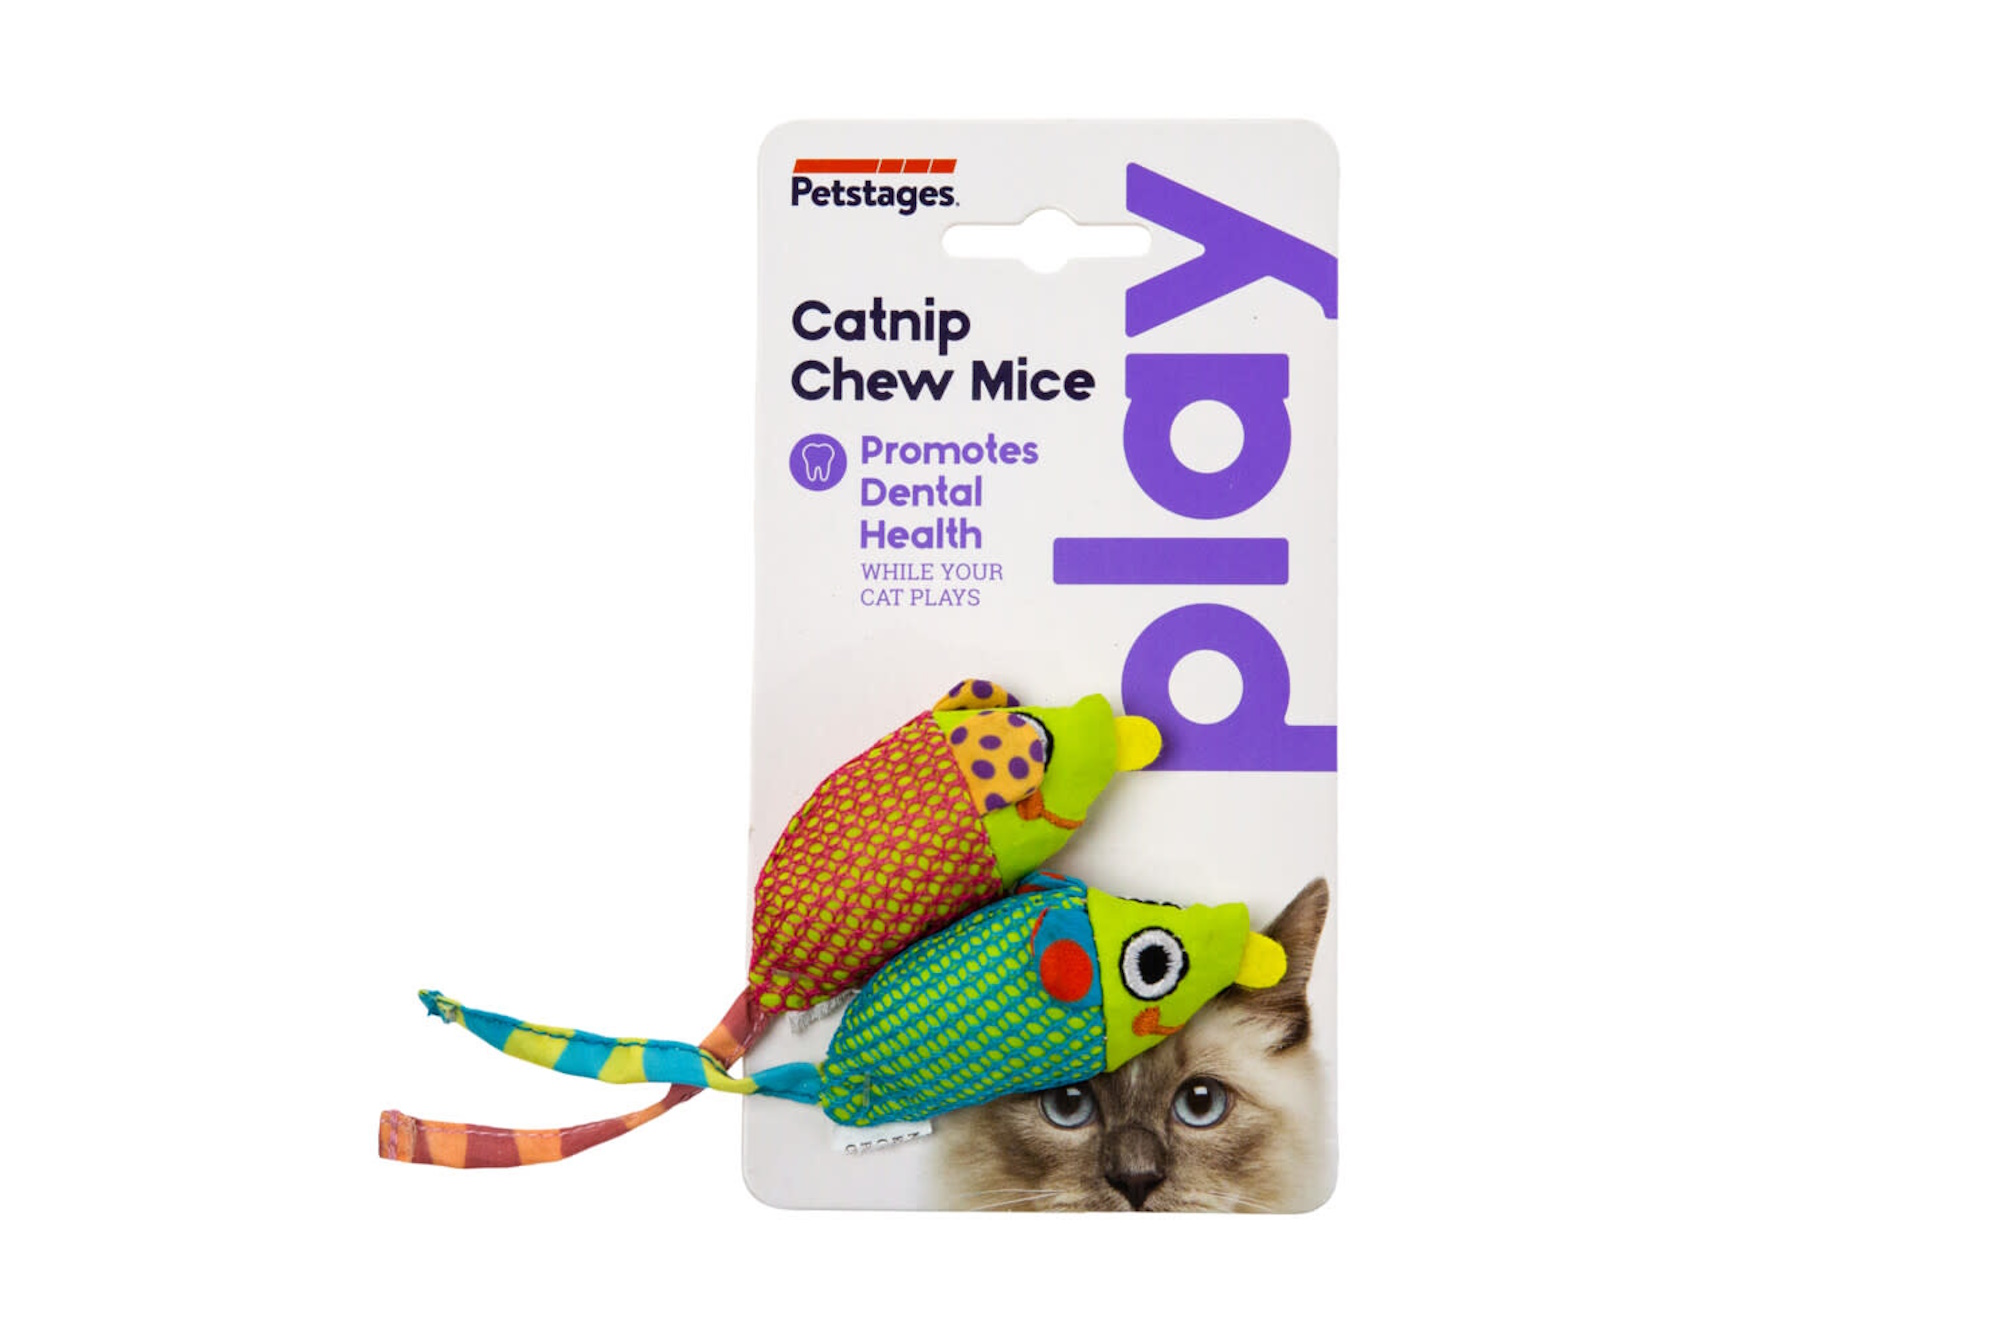 Petstages.
Catnip
Chew Mice
Promotes
Dental
Health
WHILE YOUR
CAT PLAYS
play